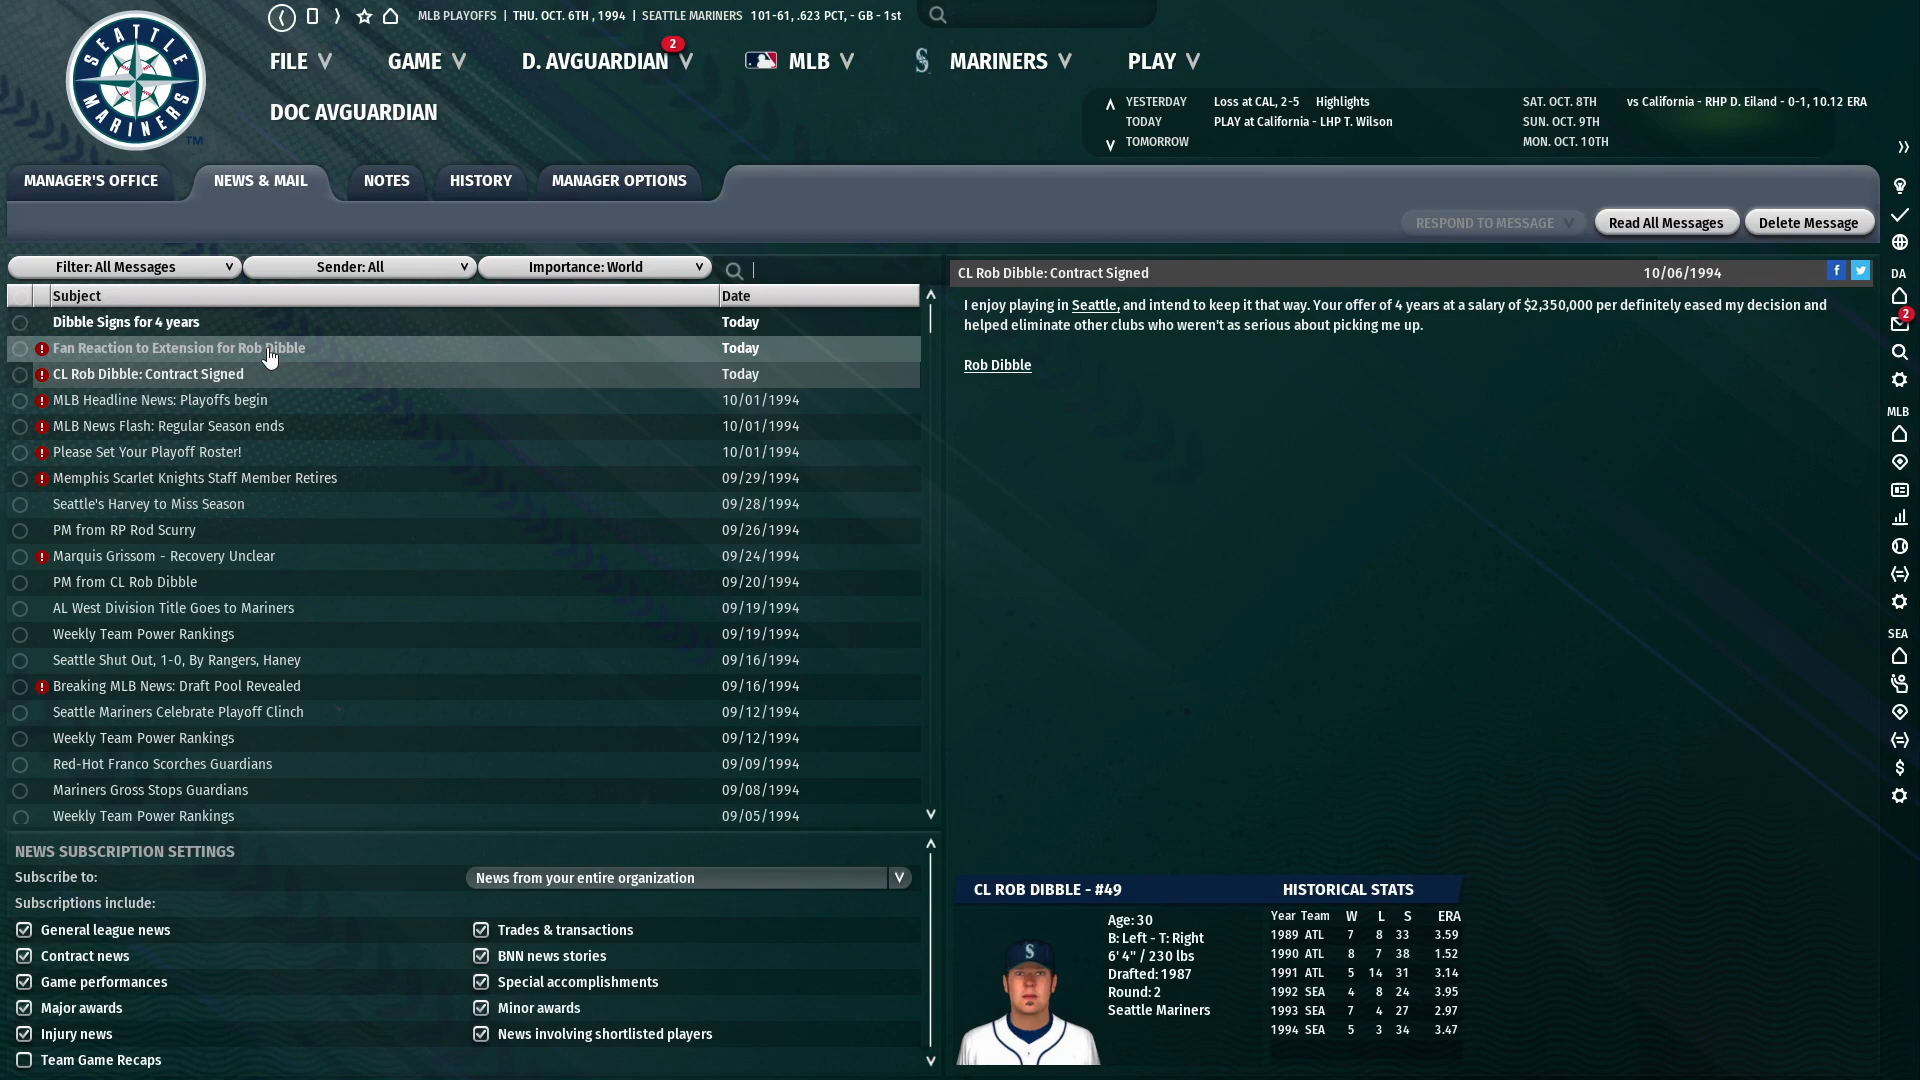 MLB PLAYOFFS | THU. OCT. 6TH , 1994 | SEATTLE MARINERS 101-61, .623 PCT, - GB - 1st
SEATTLE MARINERS TM
FILE GAME D. AVGUARDIAN 2 MLB MARINERS PLAY
DOC AVGUARDIAN
YESTERDAY Loss at CAL, 2-5 Highlights SAT. OCT. 8TH vs California - RHP D. Eiland - 0-1, 10.12 ERA
TODAY PLAY at California - LHP T. Wilson SUN. OCT. 9TH
TOMORROW MON. OCT. 10TH
MANAGER'S OFFICE NEWS & MAIL NOTES HISTORY MANAGER OPTIONS
RESPOND TO MESSAGE Read All Messages Delete Message
Filter: All Messages Sender: All Importance: World
Subject Date
Dibble Signs for 4 years Today
Fan Reaction to Extension for Rob Dibble Today
CL Rob Dibble: Contract Signed Today
MLB Headline News: Playoffs begin 10/01/1994
MLB News Flash: Regular Season ends 10/01/1994
Please Set Your Playoff Roster! 10/01/1994
Memphis Scarlet Knights Staff Member Retires 09/29/1994
Seattle's Harvey to Miss Season 09/28/1994
PM from RP Rod Scurry 09/26/1994
Marquis Grissom - Recovery Unclear 09/24/1994
PM from CL Rob Dibble 09/20/1994
AL West Division Title Goes to Mariners 09/19/1994
Weekly Team Power Rankings 09/19/1994
Seattle Shut Out, 1-0, By Rangers, Haney 09/16/1994
Breaking MLB News: Draft Pool Revealed 09/16/1994
Seattle Mariners Celebrate Playoff Clinch 09/12/1994
Weekly Team Power Rankings 09/12/1994
Red-Hot Franco Scorches Guardians 09/09/1994
Mariners Gross Stops Guardians 09/08/1994
Weekly Team Power Rankings 09/05/1994
NEWS SUBSCRIPTION SETTINGS
Subscribe to: News from your entire organization
Subscriptions include:
General league news Trades & transactions
Contract news BNN news stories
Game performances Special accomplishments
Major awards Minor awards
Injury news News involving shortlisted players
Team Game Recaps
CL Rob Dibble: Contract Signed 10/06/1994
I enjoy playing in Seattle, and intend to keep it that way. Your offer of 4 years at a salary of $2,350,000 per definitely eased my decision and
helped eliminate other clubs who weren't as serious about picking me up.
Rob Dibble
CL ROB DIBBLE - #49
Age: 30
B: Left - T: Right
6' 4" / 230 lbs
Drafted: 1987
Round: 2
Seattle Mariners
HISTORICAL STATS
Year Team W L S ERA
1989 ATL 7 8 33 3.59
1990 ATL 8 7 38 1.52
1991 ATL 5 14 31 3.14
1992 SEA 4 8 24 3.95
1993 SEA 7 4 27 2.97
1994 SEA 5 3 34 3.47
DA
2
MLB
SEA